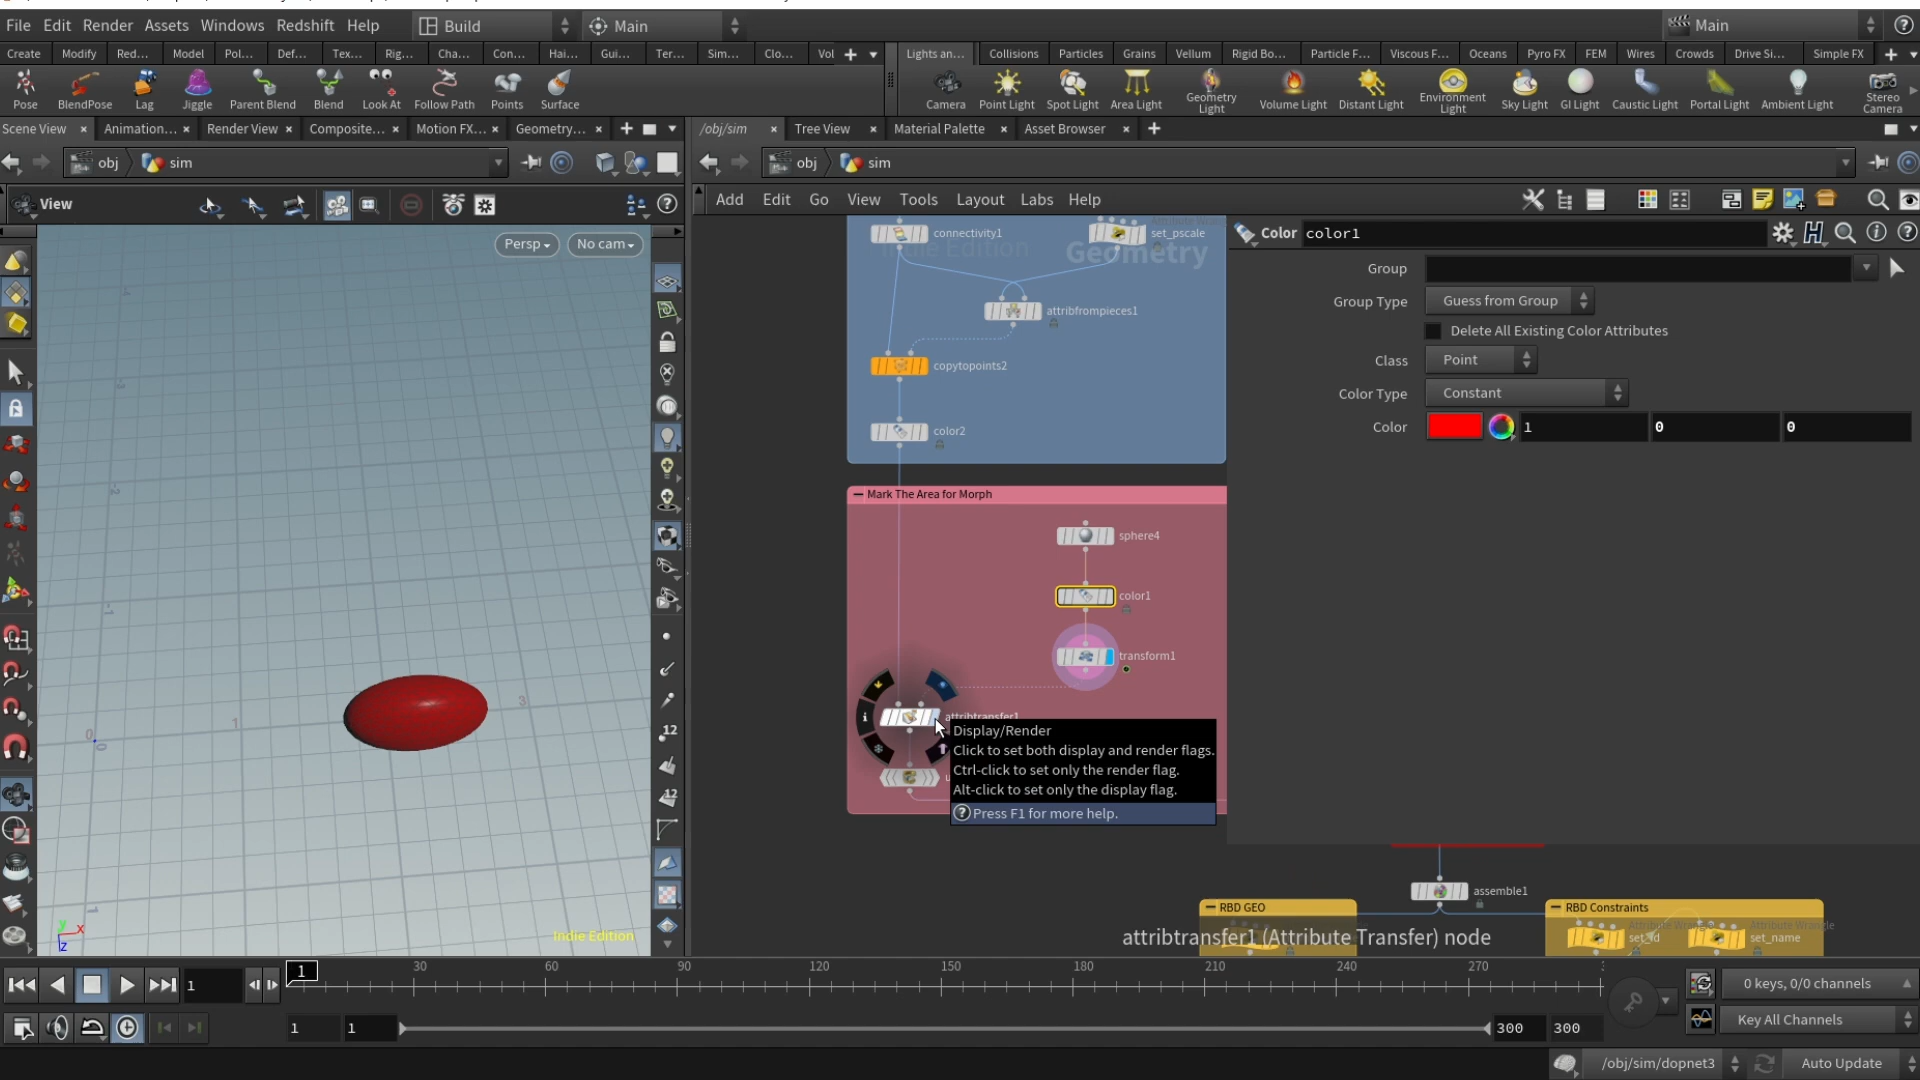 File Edit Render Assets Windows Redshift Help Build Main Main
Create Modify Red... Model Pol... Def... Tex... Rig... Cha... Con... Hai... Gui... Ter... Sim... Clo... Vol Lights an... Collisions Particles Grains Vellum Rigid Bo... Particle F... Viscous F... Oceans Pyro FX FEM Wires Crowds Drive Si... Simple FX
Pose BlendPose Lag Jiggle Parent Blend Blend Look At Follow Path Points Surface Camera Point Light Spot Light Area Light Geometry Light Volume Light Distant Light Environment Light Sky Light GI Light Caustic Light Portal Light Ambient Light Stereo Camera
Scene View Animation... Render View Composite... Motion FX... Geometry... /obj/sim Tree View Material Palette Asset Browser
obj sim obj sim
View Add Edit Go View Tools Layout Labs Help
Persp No cam
connectivity1 set_pscale
Indie Edition Geometry
attribfrompieces1
copytopoints2
color2
Mark The Area for Morph
sphere4
color1
transform1
attribtransfer1
Display/Render
Click to set both display and render flags.
Ctrl-click to set only the render flag.
Alt-click to set only the display flag.
Press F1 for more help.
Color color1
Group
Group Type Guess from Group
Delete All Existing Color Attributes
Class Point
Color Type Constant
Color 1 0 0
0 1 3
Indie Edition
y x z
assemble1
RBD GEO RBD Constraints
Attribute Wrangle
set_name
attribtransfer1 (Attribute Transfer) node
1 1 30 60 90 120 150 180 210 240 270
0 keys, 0/0 channels
1 1 300 300 Key All Channels
/obj/sim/dopnet3 Auto Update